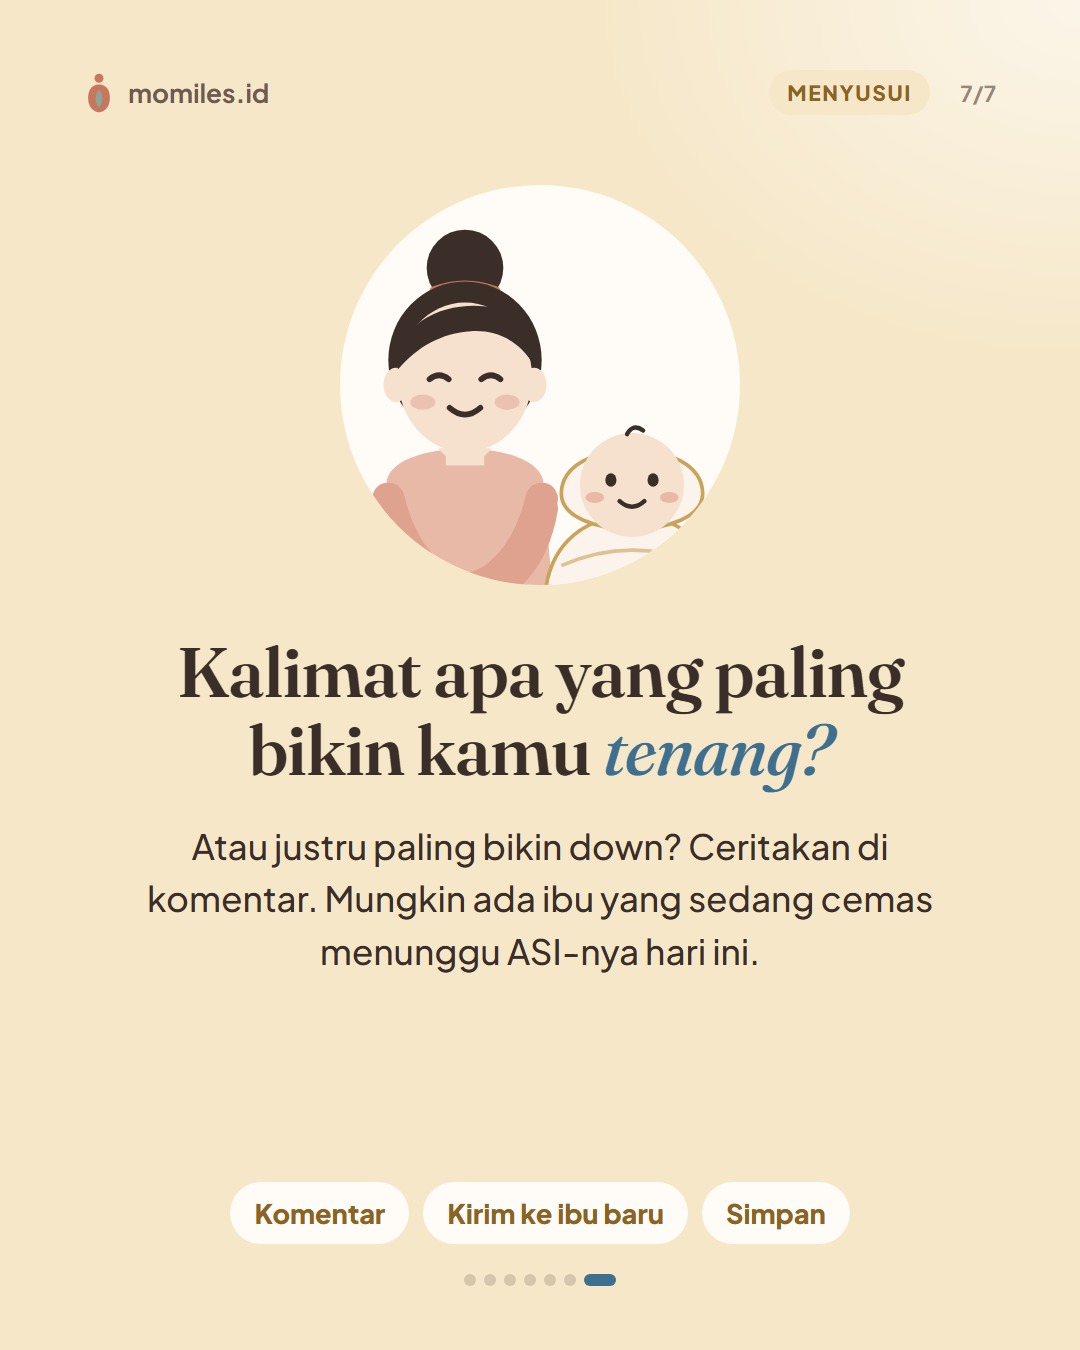 momiles.id
MENYUSUI
7/7
Kalimat apa yang paling
bikin kamu tenang?
Atau justru paling bikin down? Ceritakan di
komentar. Mungkin ada ibu yang sedang cemas
menunggu ASI-nya hari ini.
Komentar
Kirim ke ibu baru
Simpan